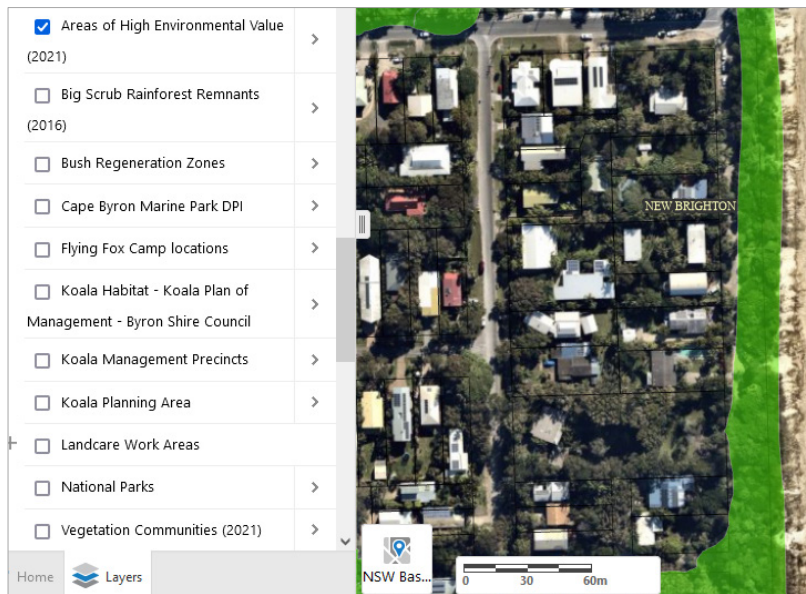 Areas of High Environmental Value
(2021)
Big Scrub Rainforest Remnants
(2016)
Bush Regeneration Zones
Cape Byron Marine Park DPI
Flying Fox Camp locations
Koala Habitat - Koala Plan of
Management - Byron Shire Council
Koala Management Precincts
Koala Planning Area
Landcare Work Areas
National Parks
Vegetation Communities (2021)
Home
Layers
NEW BRIGHTON
NSW Bas...
0 30 60m